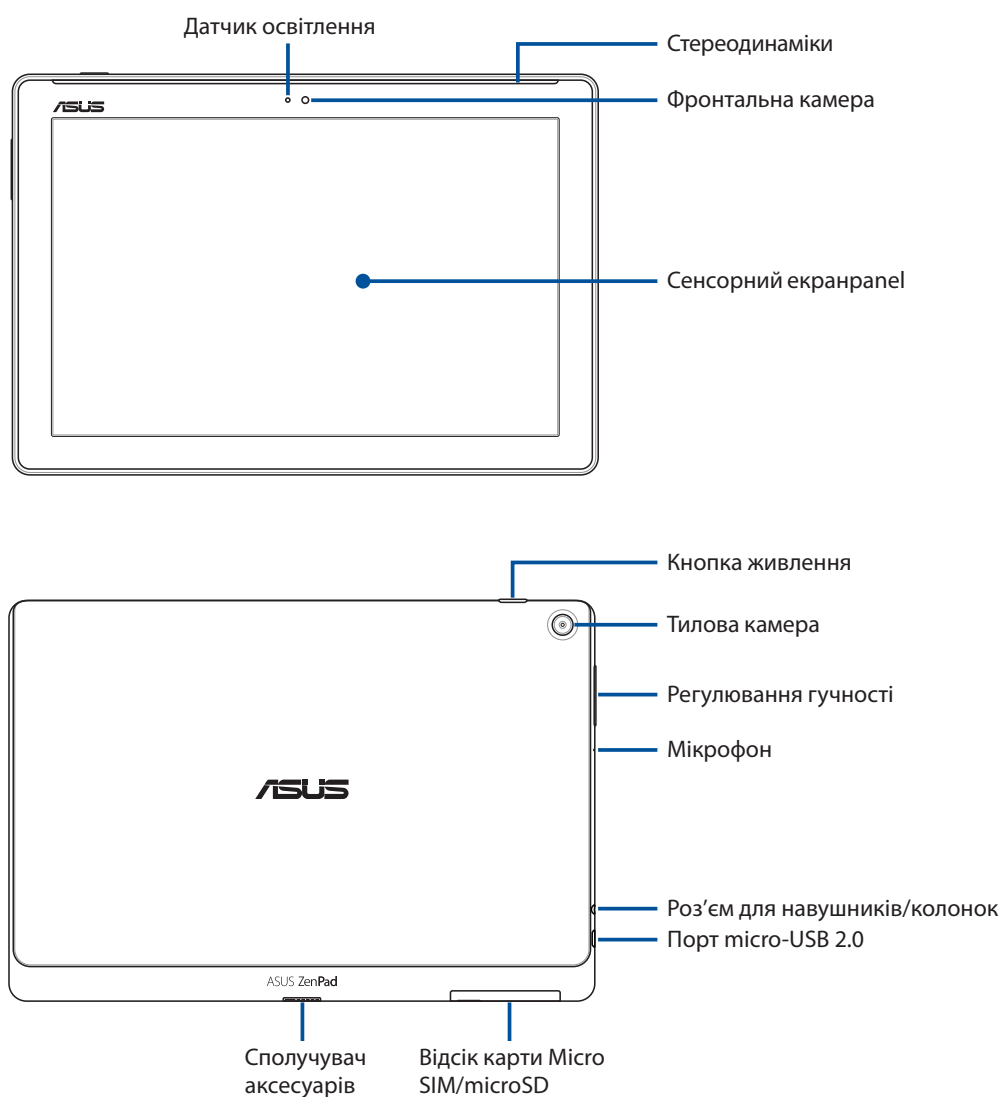 Датчик освітлення
Стереодинаміки
Фронтальна камера
ASUS
Сенсорний екранpanel
Кнопка живлення
Тилова камера
Регулювання гучності
Мікрофон
ASUS
Роз’єм для навушників/колонок
Порт micro-USB 2.0
ASUS ZenPad
Сполучувач
аксесуарів
Відсік карти Micro
SIM/microSD